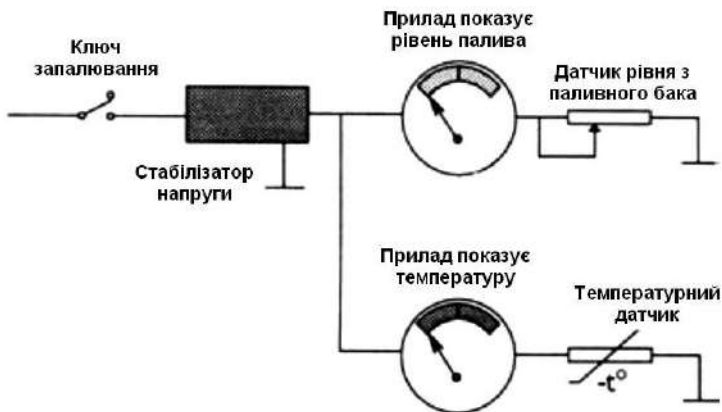 Ключ
запалювання
Стабілізатор
напруги
Прилад показує
рівень палива
Датчик рівня з
паливного бака
Прилад показує
температуру
Температурний
датчик
-t°